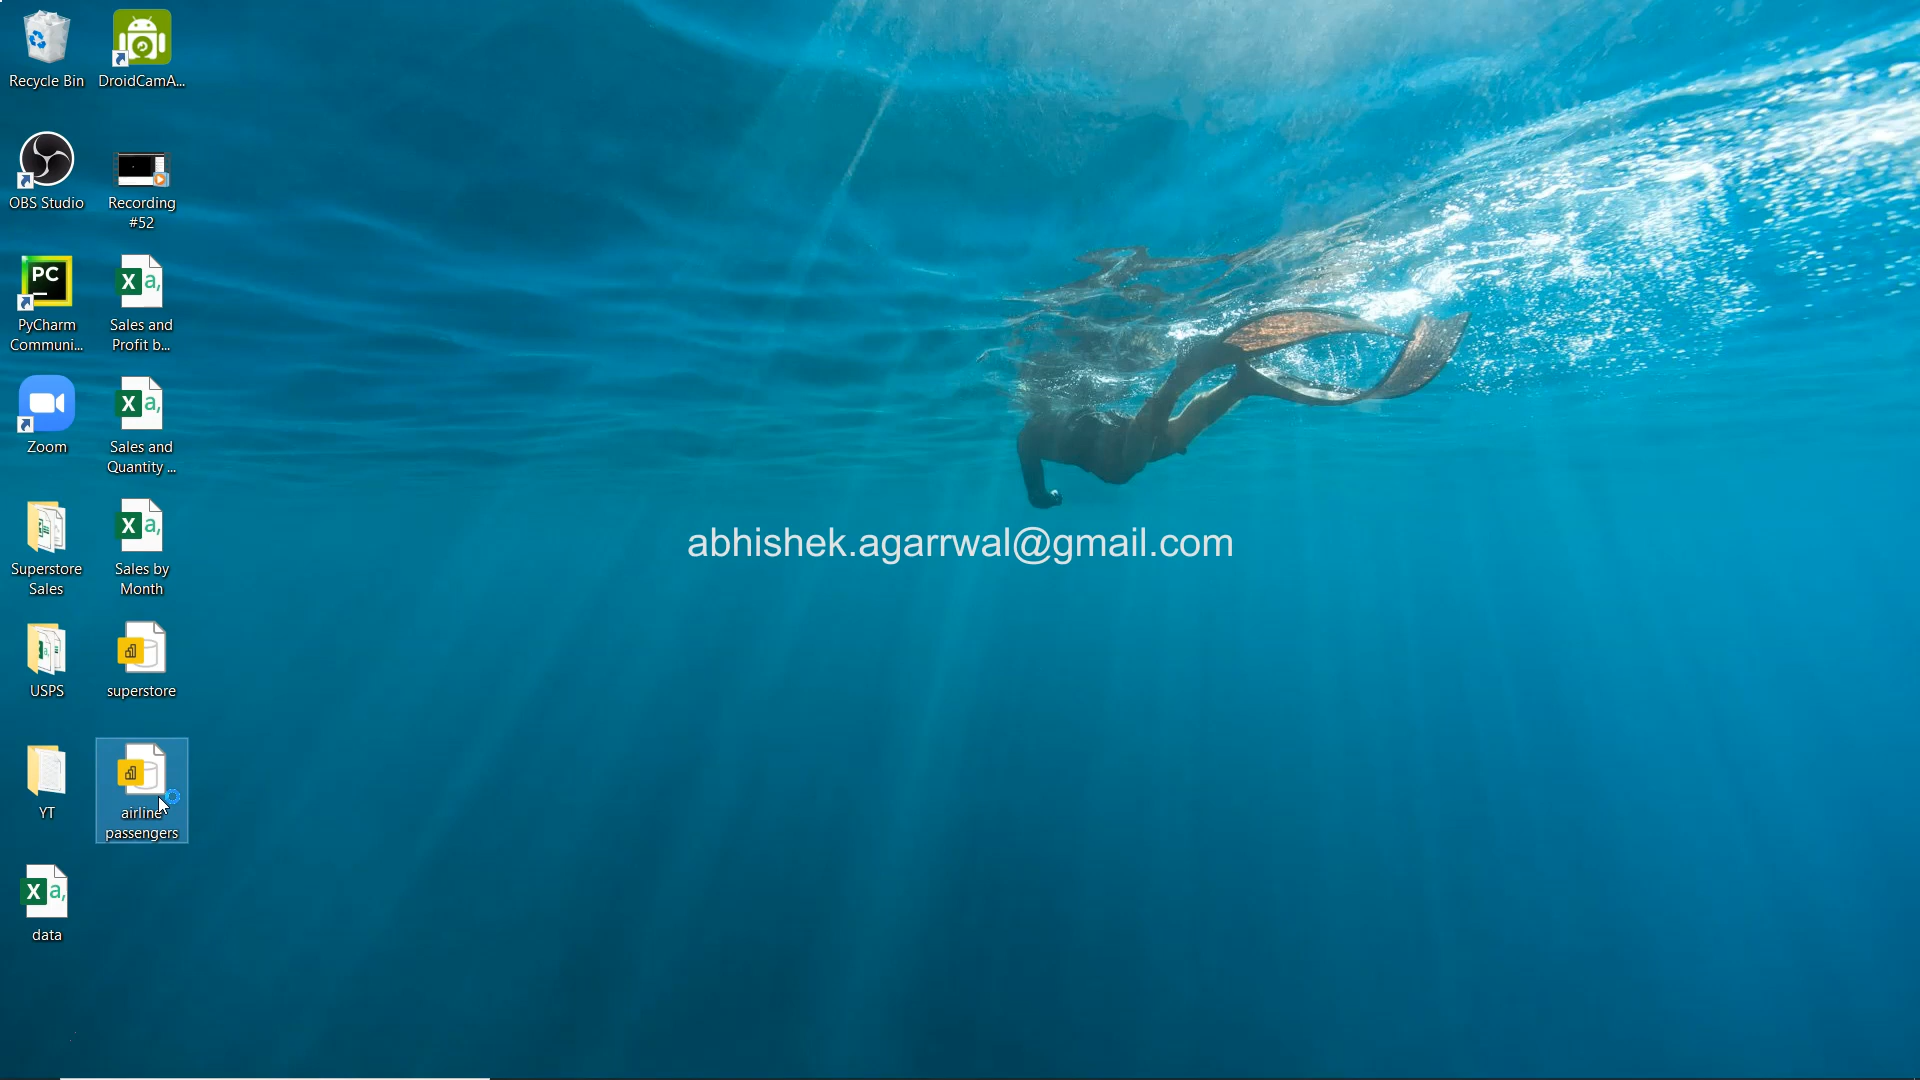 Recycle Bin
DroidCamA...
OBS Studio
Recording
#52
PC
PyCharm
Communi...
X a,
Sales and
Profit b...
Zoom
X a,
Sales and
Quantity ...
Superstore
Sales
X a,
Sales by
Month
USPS
superstore
YT
airline
passengers
X a,
data
abhishek.agarrwal@gmail.com